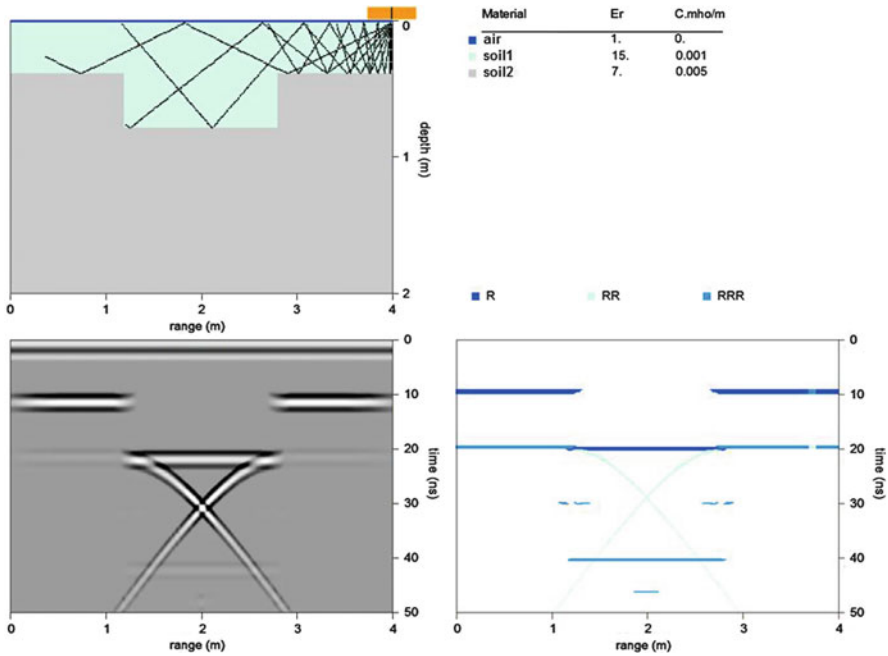 Material Er C.mho/m
air 1. 0.
soil1 15. 0.001
soil2 7. 0.005
0
1
2
depth (m)
0 1 2 3 4
range (m)
R RR RRR
0
10
20
30
40
50
time (ns)
0 1 2 3 4
range (m)
0
10
20
30
40
50
time (ns)
0 1 2 3 4
range (m)